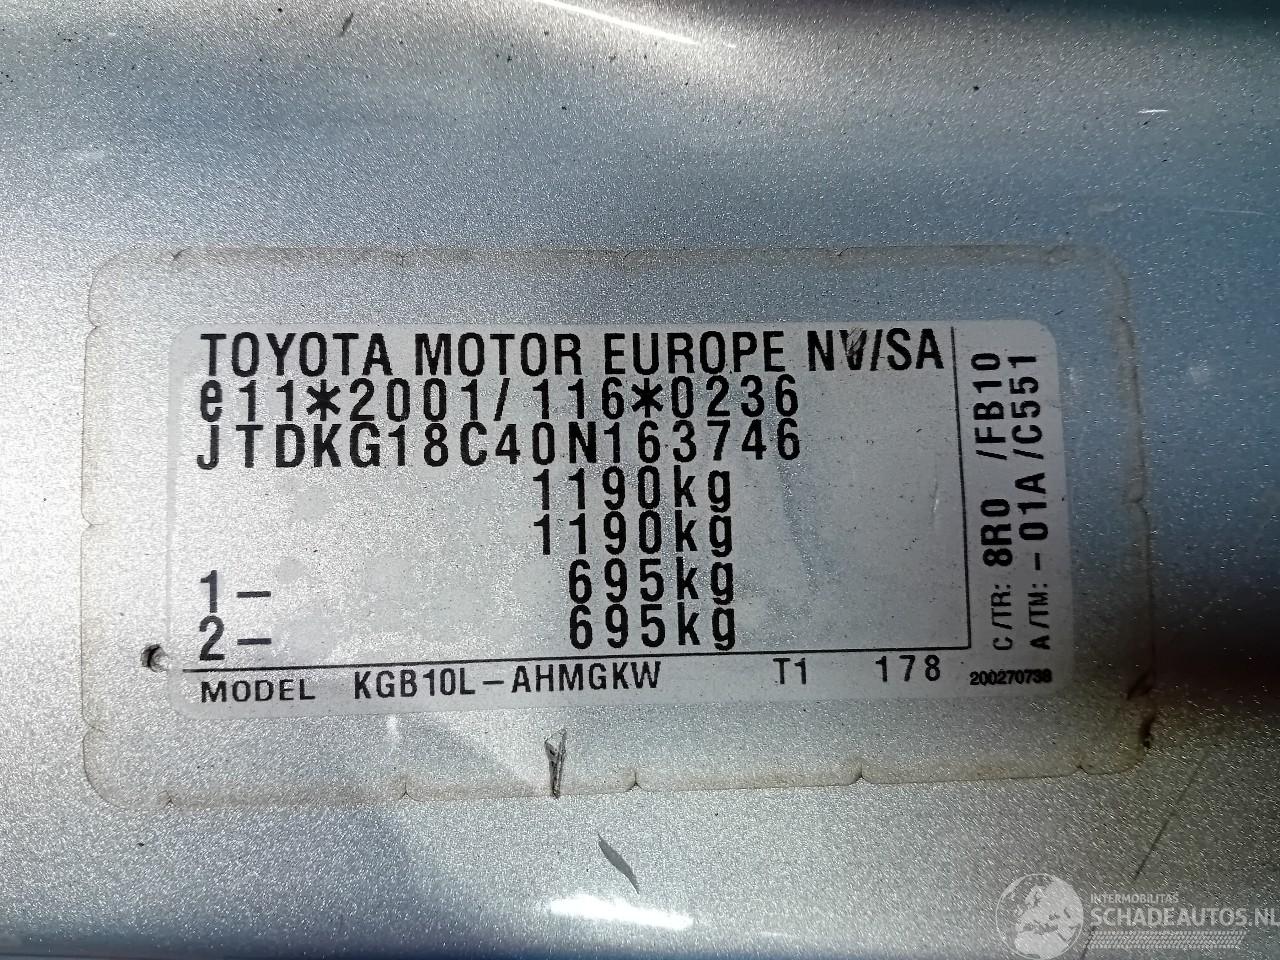 TOYOTA MOTOR EUROPE NV/SA
e11*2001/116*0236
JTDKG18C40N163746
1190kg
1190kg
1- 695kg
2- 695kg
MODEL KGB10L-AHMGKW T1 178
C/TR: 8R0 /FB10
A/TM: -01A /C551
200270738
INTERMOBILITAS
SCHADEAUTOS.NL